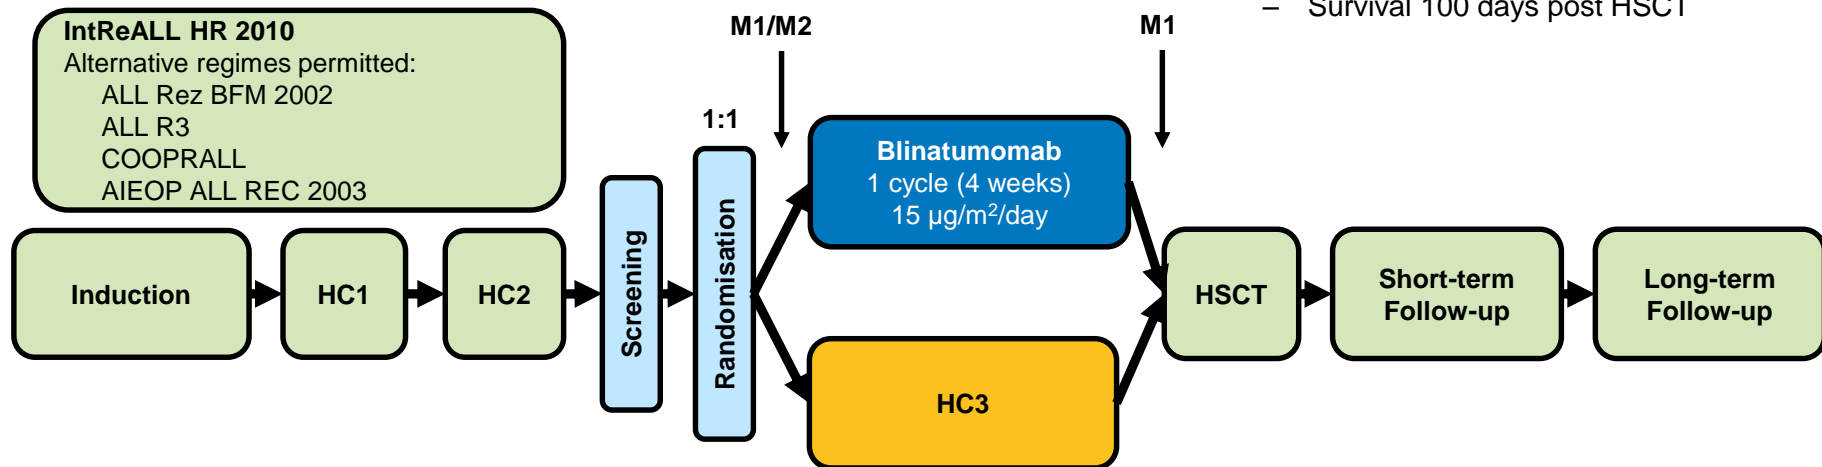 – Survival 100 days post HSCT
IntReALL HR 2010
Alternative regimes permitted:
ALL Rez BFM 2002
ALL R3
COOPRALL
AIEOP ALL REC 2003
M1/M2
M1
1:1
Induction
HC1
HC2
Screening
Randomisation
Blinatumomab
1 cycle (4 weeks)
15 µg/m²/day
HC3
HSCT
Short-term
Follow-up
Long-term
Follow-up